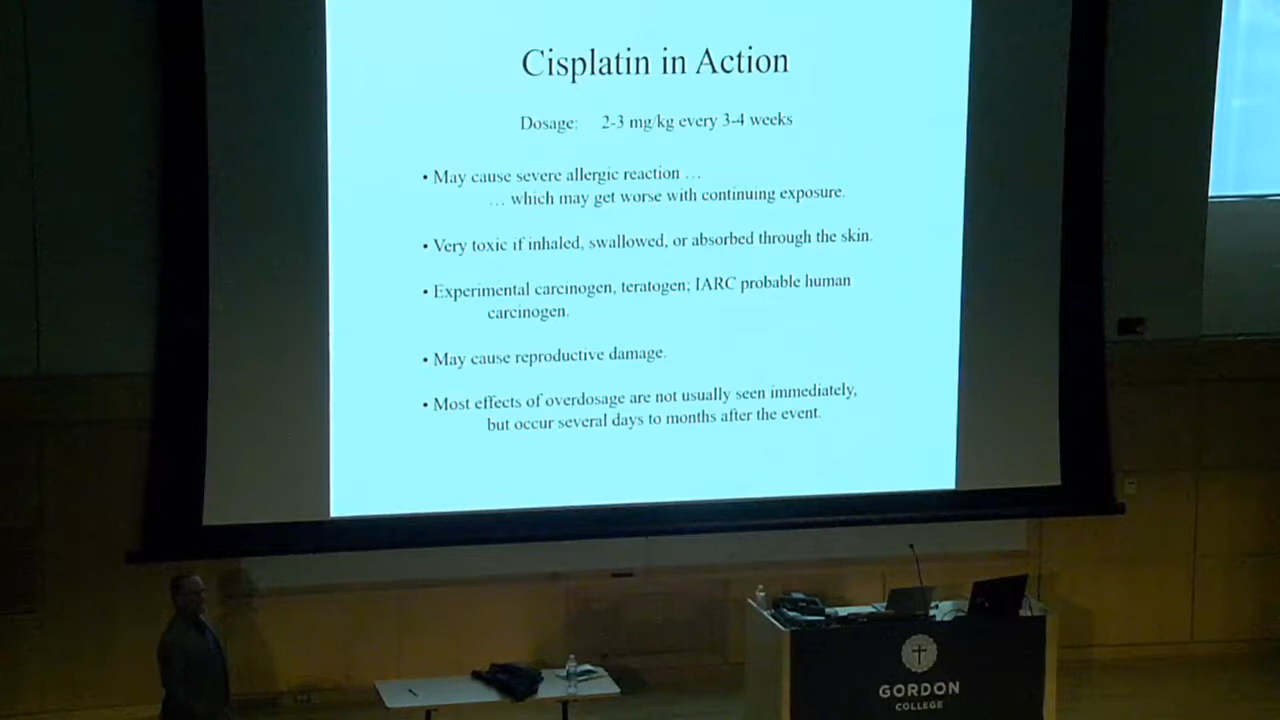 Cisplatin in Action
Dosage: 2-3 mg/kg every 3-4 weeks
• May cause severe allergic reaction …
… which may get worse with continuing exposure.
• Very toxic if inhaled, swallowed, or absorbed through the skin.
• Experimental carcinogen, teratogen; IARC probable human
carcinogen.
• May cause reproductive damage.
• Most effects of overdosage are not usually seen immediately,
but occur several days to months after the event.
GORDON
COLLEGE